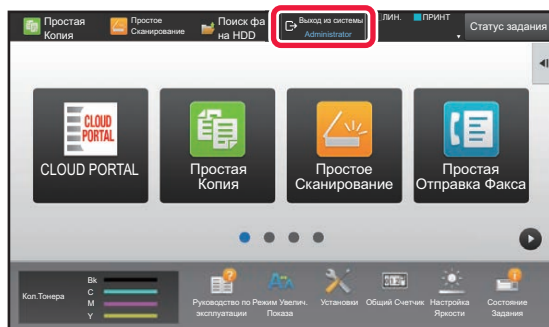 Простая
Копия
Простое
Сканирование
Поиск фа
на HDD
Выход из системы
Administrator
ЛИН.
ПРИНТ
Статус задания
CLOUD
PORTAL
CLOUD PORTAL
Простая
Копия
Простое
Сканирование
Простая
Отправка Факса
Кол.Тонера
Bk
C
M
Y
Руководство по
эксплуатации
Режим Увелич.
Показа
Установки
Общий Счетчик
Настройка
Яркости
Состояние
Задания